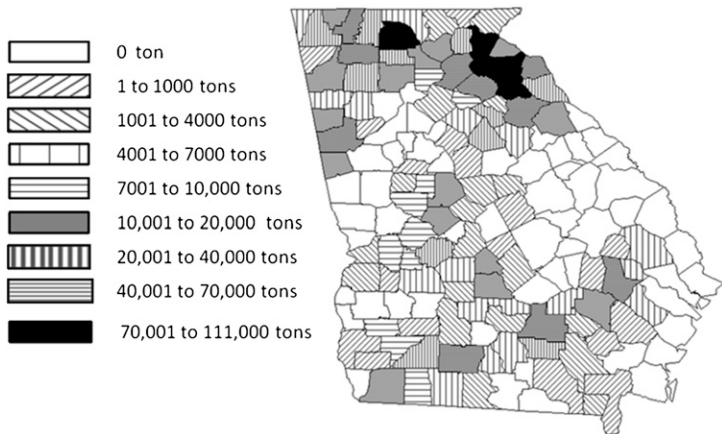 0 ton
1 to 1000 tons
1001 to 4000 tons
4001 to 7000 tons
7001 to 10,000 tons
10,001 to 20,000 tons
20,001 to 40,000 tons
40,001 to 70,000 tons
70,001 to 111,000 tons